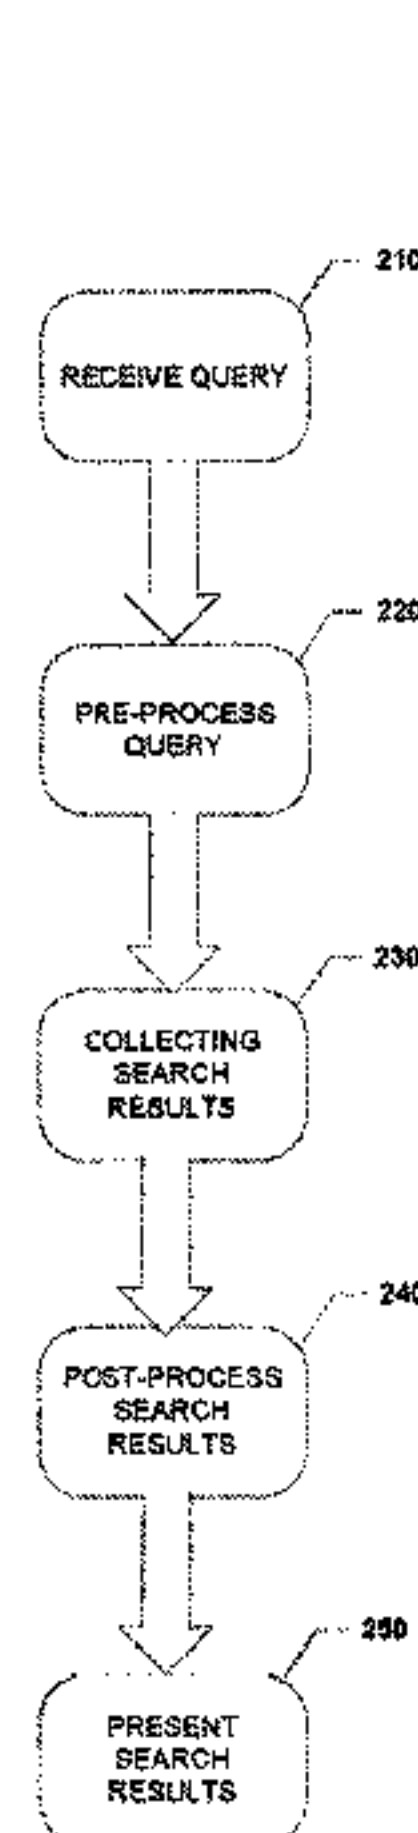 210
RECEIVE QUERY
220
PRE-PROCESS
QUERY
230
COLLECTING
SEARCH
RESULTS
240
POST-PROCESS
SEARCH
RESULTS
250
PRESENT
SEARCH
RESULTS